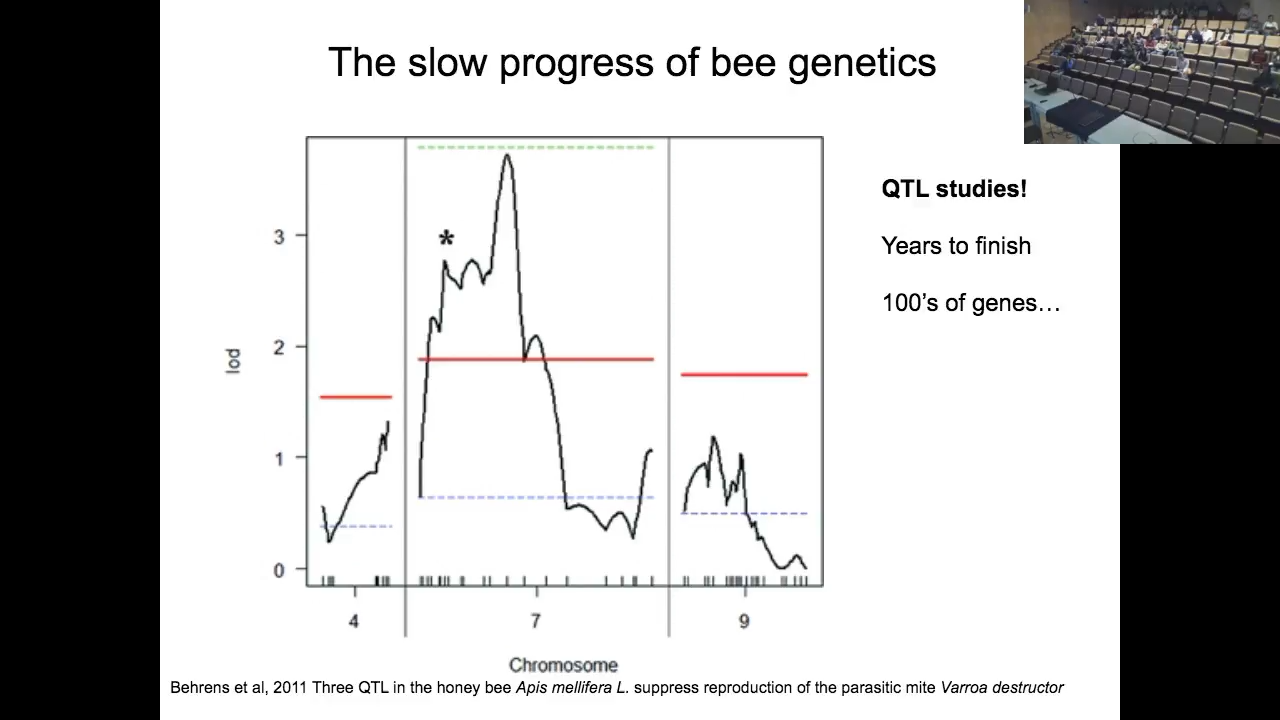 The slow progress of bee genetics
QTL studies!
Years to finish
100's of genes…
*
lod
3
2
1
0
4
7
9
Chromosome
Behrens et al, 2011 Three QTL in the honey bee Apis mellifera L. suppress reproduction of the parasitic mite Varroa destructor